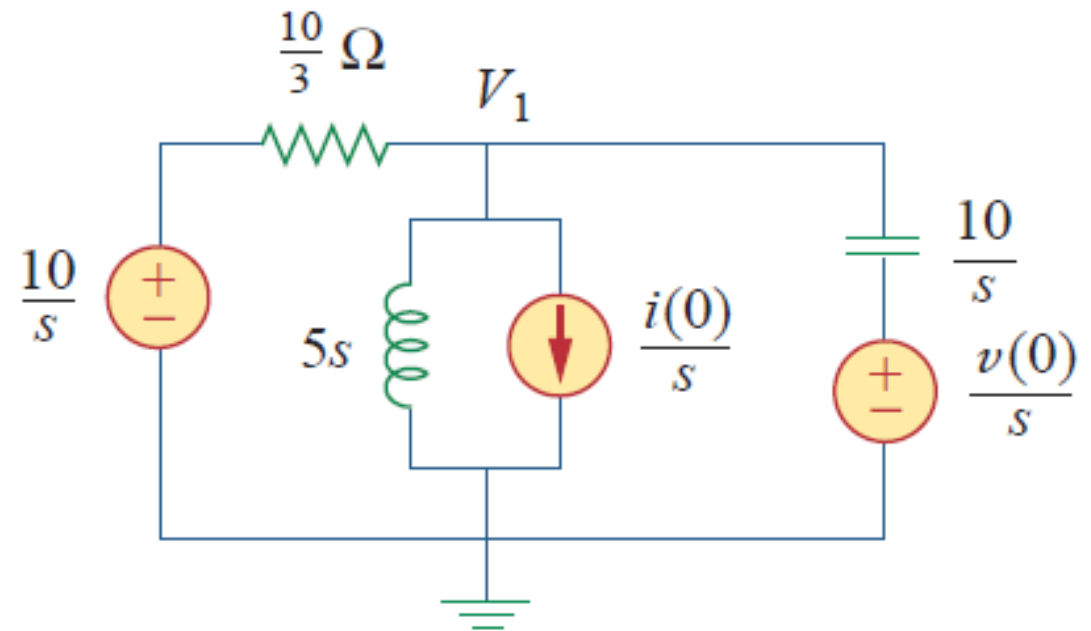 10/3 Ω
V₁
10/s
+
−
5s
i(0)/s
10/s
+
−
v(0)/s